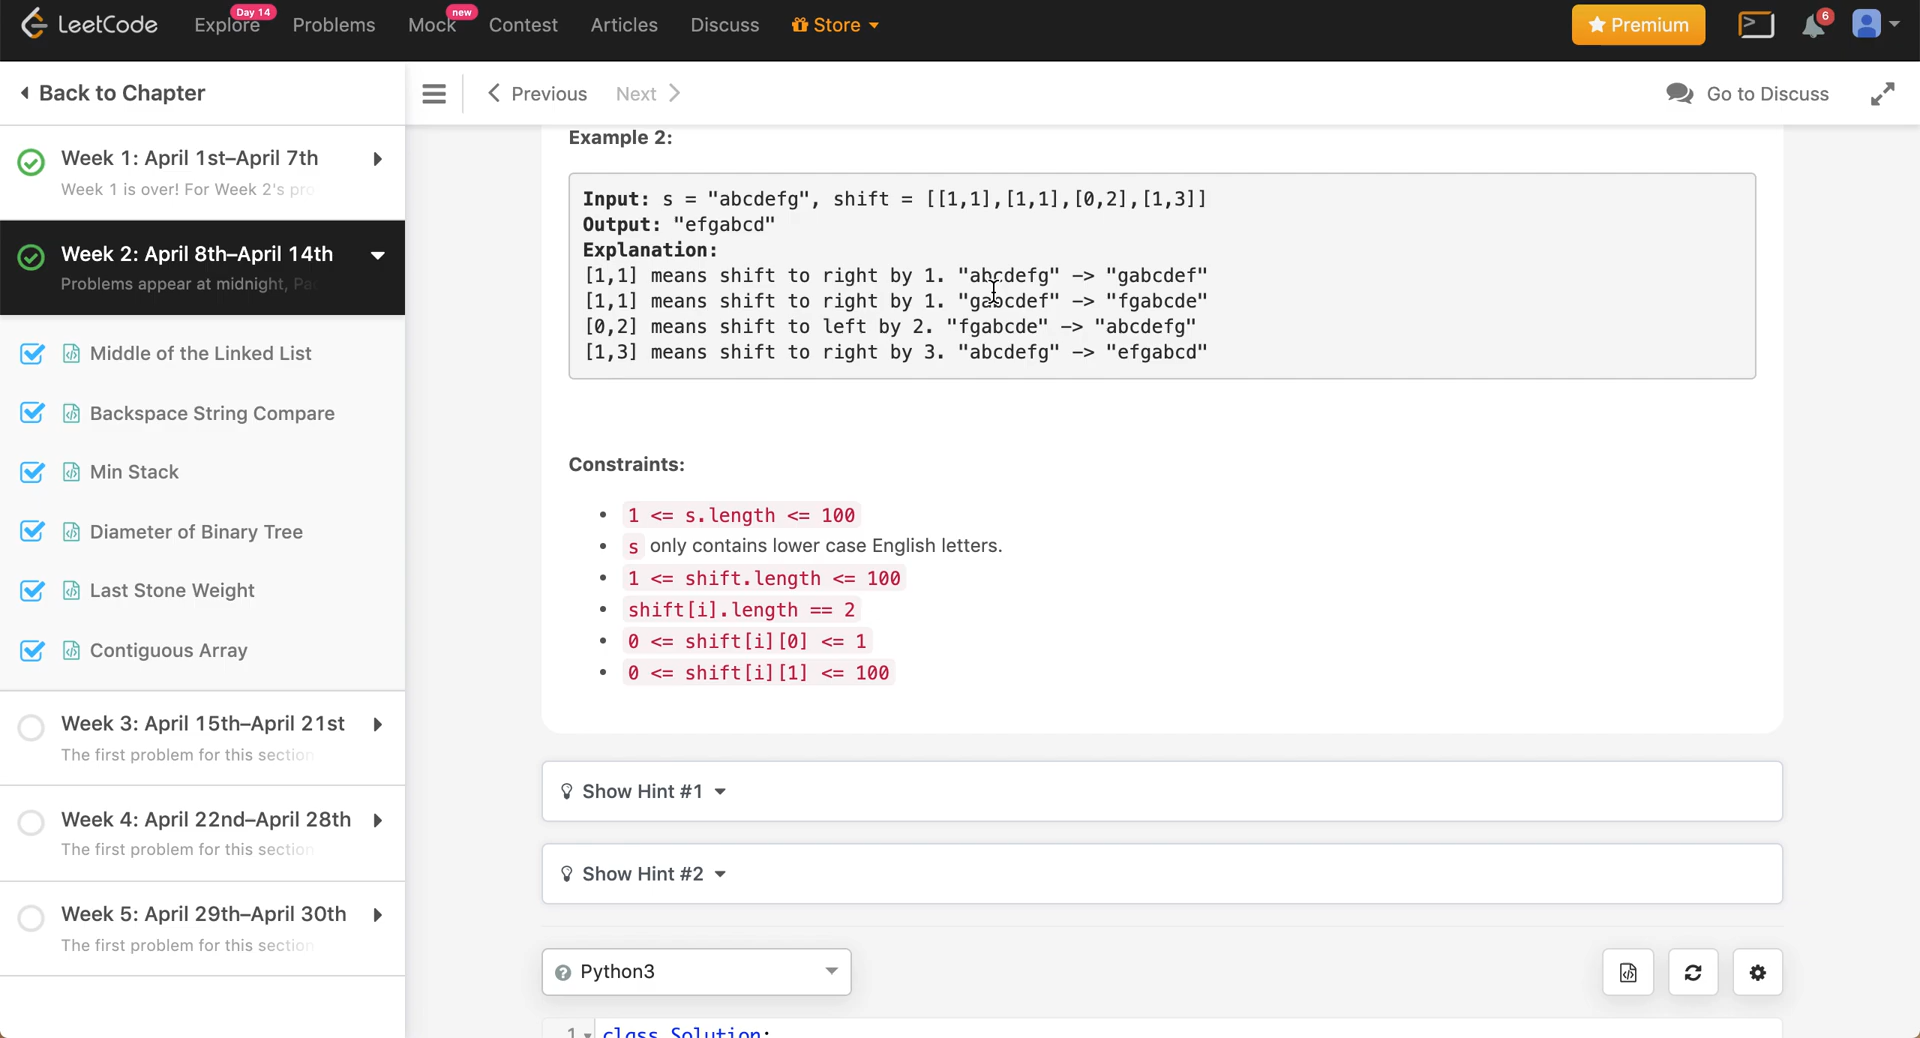 LeetCode
Explore
Day 14
Problems
Mock
new
Contest
Articles
Discuss
Store
Premium
6
Back to Chapter
Previous
Next
Go to Discuss
Week 1: April 1st–April 7th
Week 1 is over! For Week 2's pro
Week 2: April 8th–April 14th
Problems appear at midnight, Pac
Middle of the Linked List
Backspace String Compare
Min Stack
Diameter of Binary Tree
Last Stone Weight
Contiguous Array
Week 3: April 15th–April 21st
The first problem for this section
Week 4: April 22nd–April 28th
The first problem for this section
Week 5: April 29th–April 30th
The first problem for this section
Example 2:
Input: s = "abcdefg", shift = [[1,1],[1,1],[0,2],[1,3]]
Output: "efgabcd"
Explanation:
[1,1] means shift to right by 1. "abcdefg" -> "gabcdef"
[1,1] means shift to right by 1. "gabcdef" -> "fgabcde"
[0,2] means shift to left by 2. "fgabcde" -> "abcdefg"
[1,3] means shift to right by 3. "abcdefg" -> "efgabcd"
Constraints:
1 <= s.length <= 100
s only contains lower case English letters.
1 <= shift.length <= 100
shift[i].length == 2
0 <= shift[i][0] <= 1
0 <= shift[i][1] <= 100
Show Hint #1
Show Hint #2
Python3
1 class Solution: